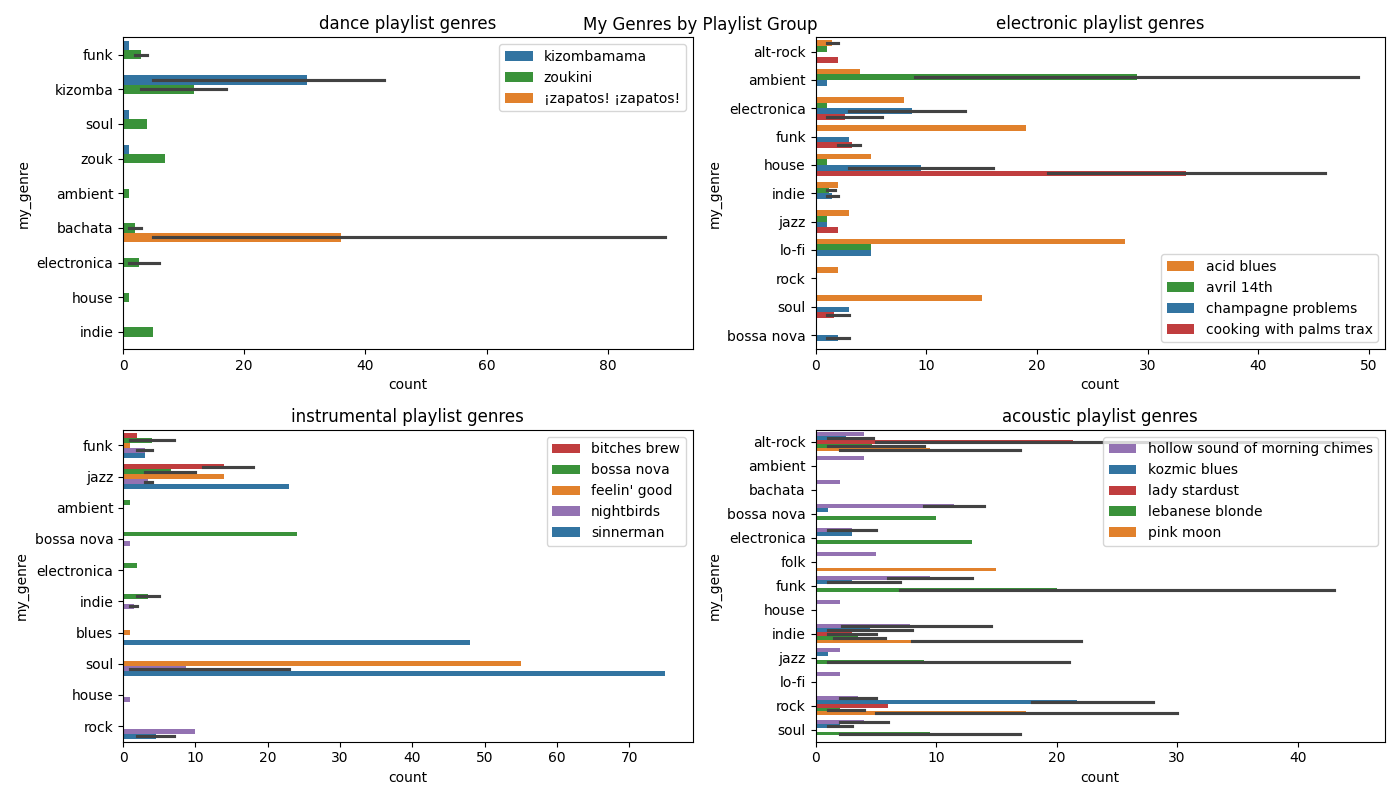 My Genres by Playlist Group
dance playlist genres
my_genre
funk
kizomba
soul
zouk
ambient
bachata
electronica
house
indie
kizombamama
zoukini
¡zapatos! ¡zapatos!
0 20 40 60 80
count
electronic playlist genres
my_genre
alt-rock
ambient
electronica
funk
house
indie
jazz
lo-fi
rock
soul
bossa nova
acid blues
avril 14th
champagne problems
cooking with palms trax
0 10 20 30 40 50
count
instrumental playlist genres
my_genre
funk
jazz
ambient
bossa nova
electronica
indie
blues
soul
house
rock
bitches brew
bossa nova
feelin' good
nightbirds
sinnerman
0 10 20 30 40 50 60 70
count
acoustic playlist genres
my_genre
alt-rock
ambient
bachata
bossa nova
electronica
folk
funk
house
indie
jazz
lo-fi
rock
soul
hollow sound of morning chimes
kozmic blues
lady stardust
lebanese blonde
pink moon
0 10 20 30 40
count